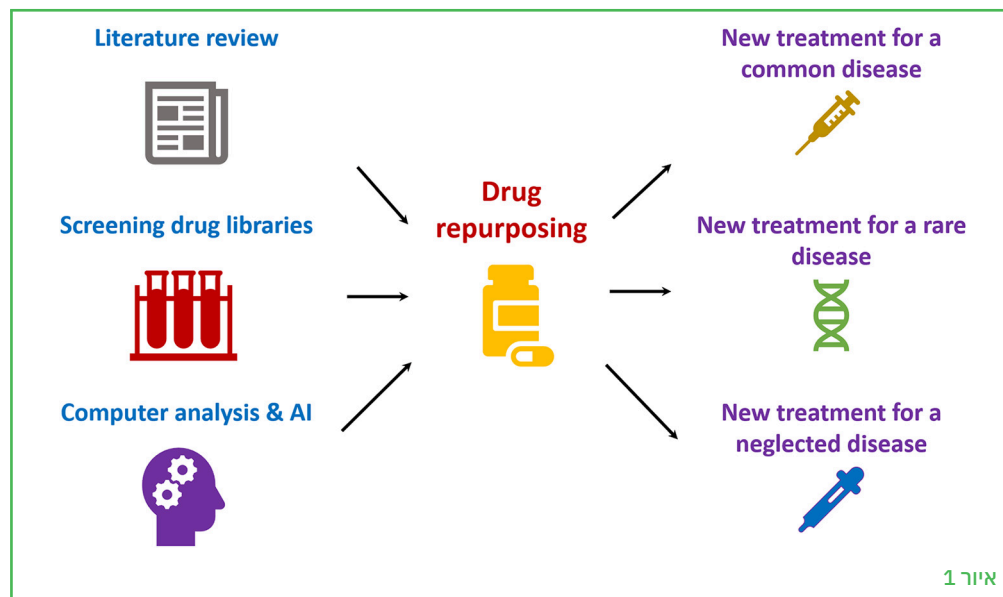 Literature review
Screening drug libraries
Computer analysis & AI
Drug
repurposing
New treatment for a
common disease
New treatment for a rare
disease
New treatment for a
neglected disease
איור 1